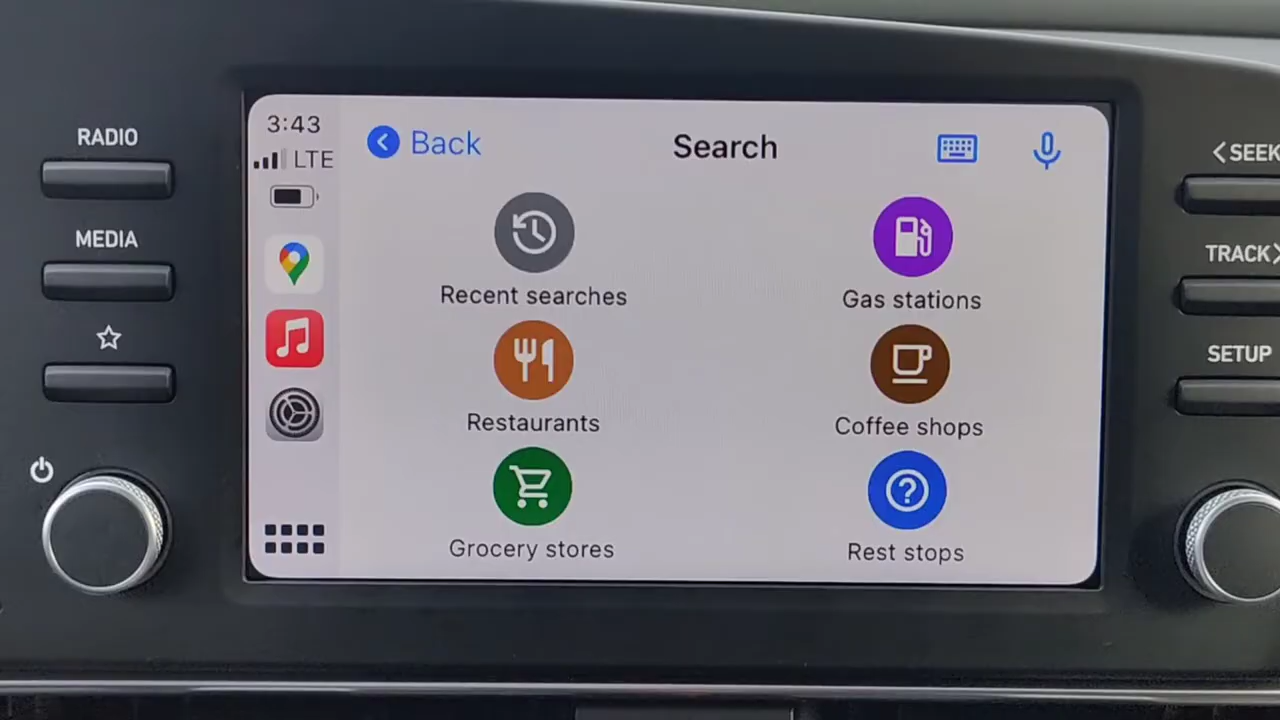 RADIO
MEDIA
3:43
LTE
Back
Search
Recent searches
Gas stations
Restaurants
Coffee shops
Grocery stores
Rest stops
<SEEK
TRACK>
SETUP